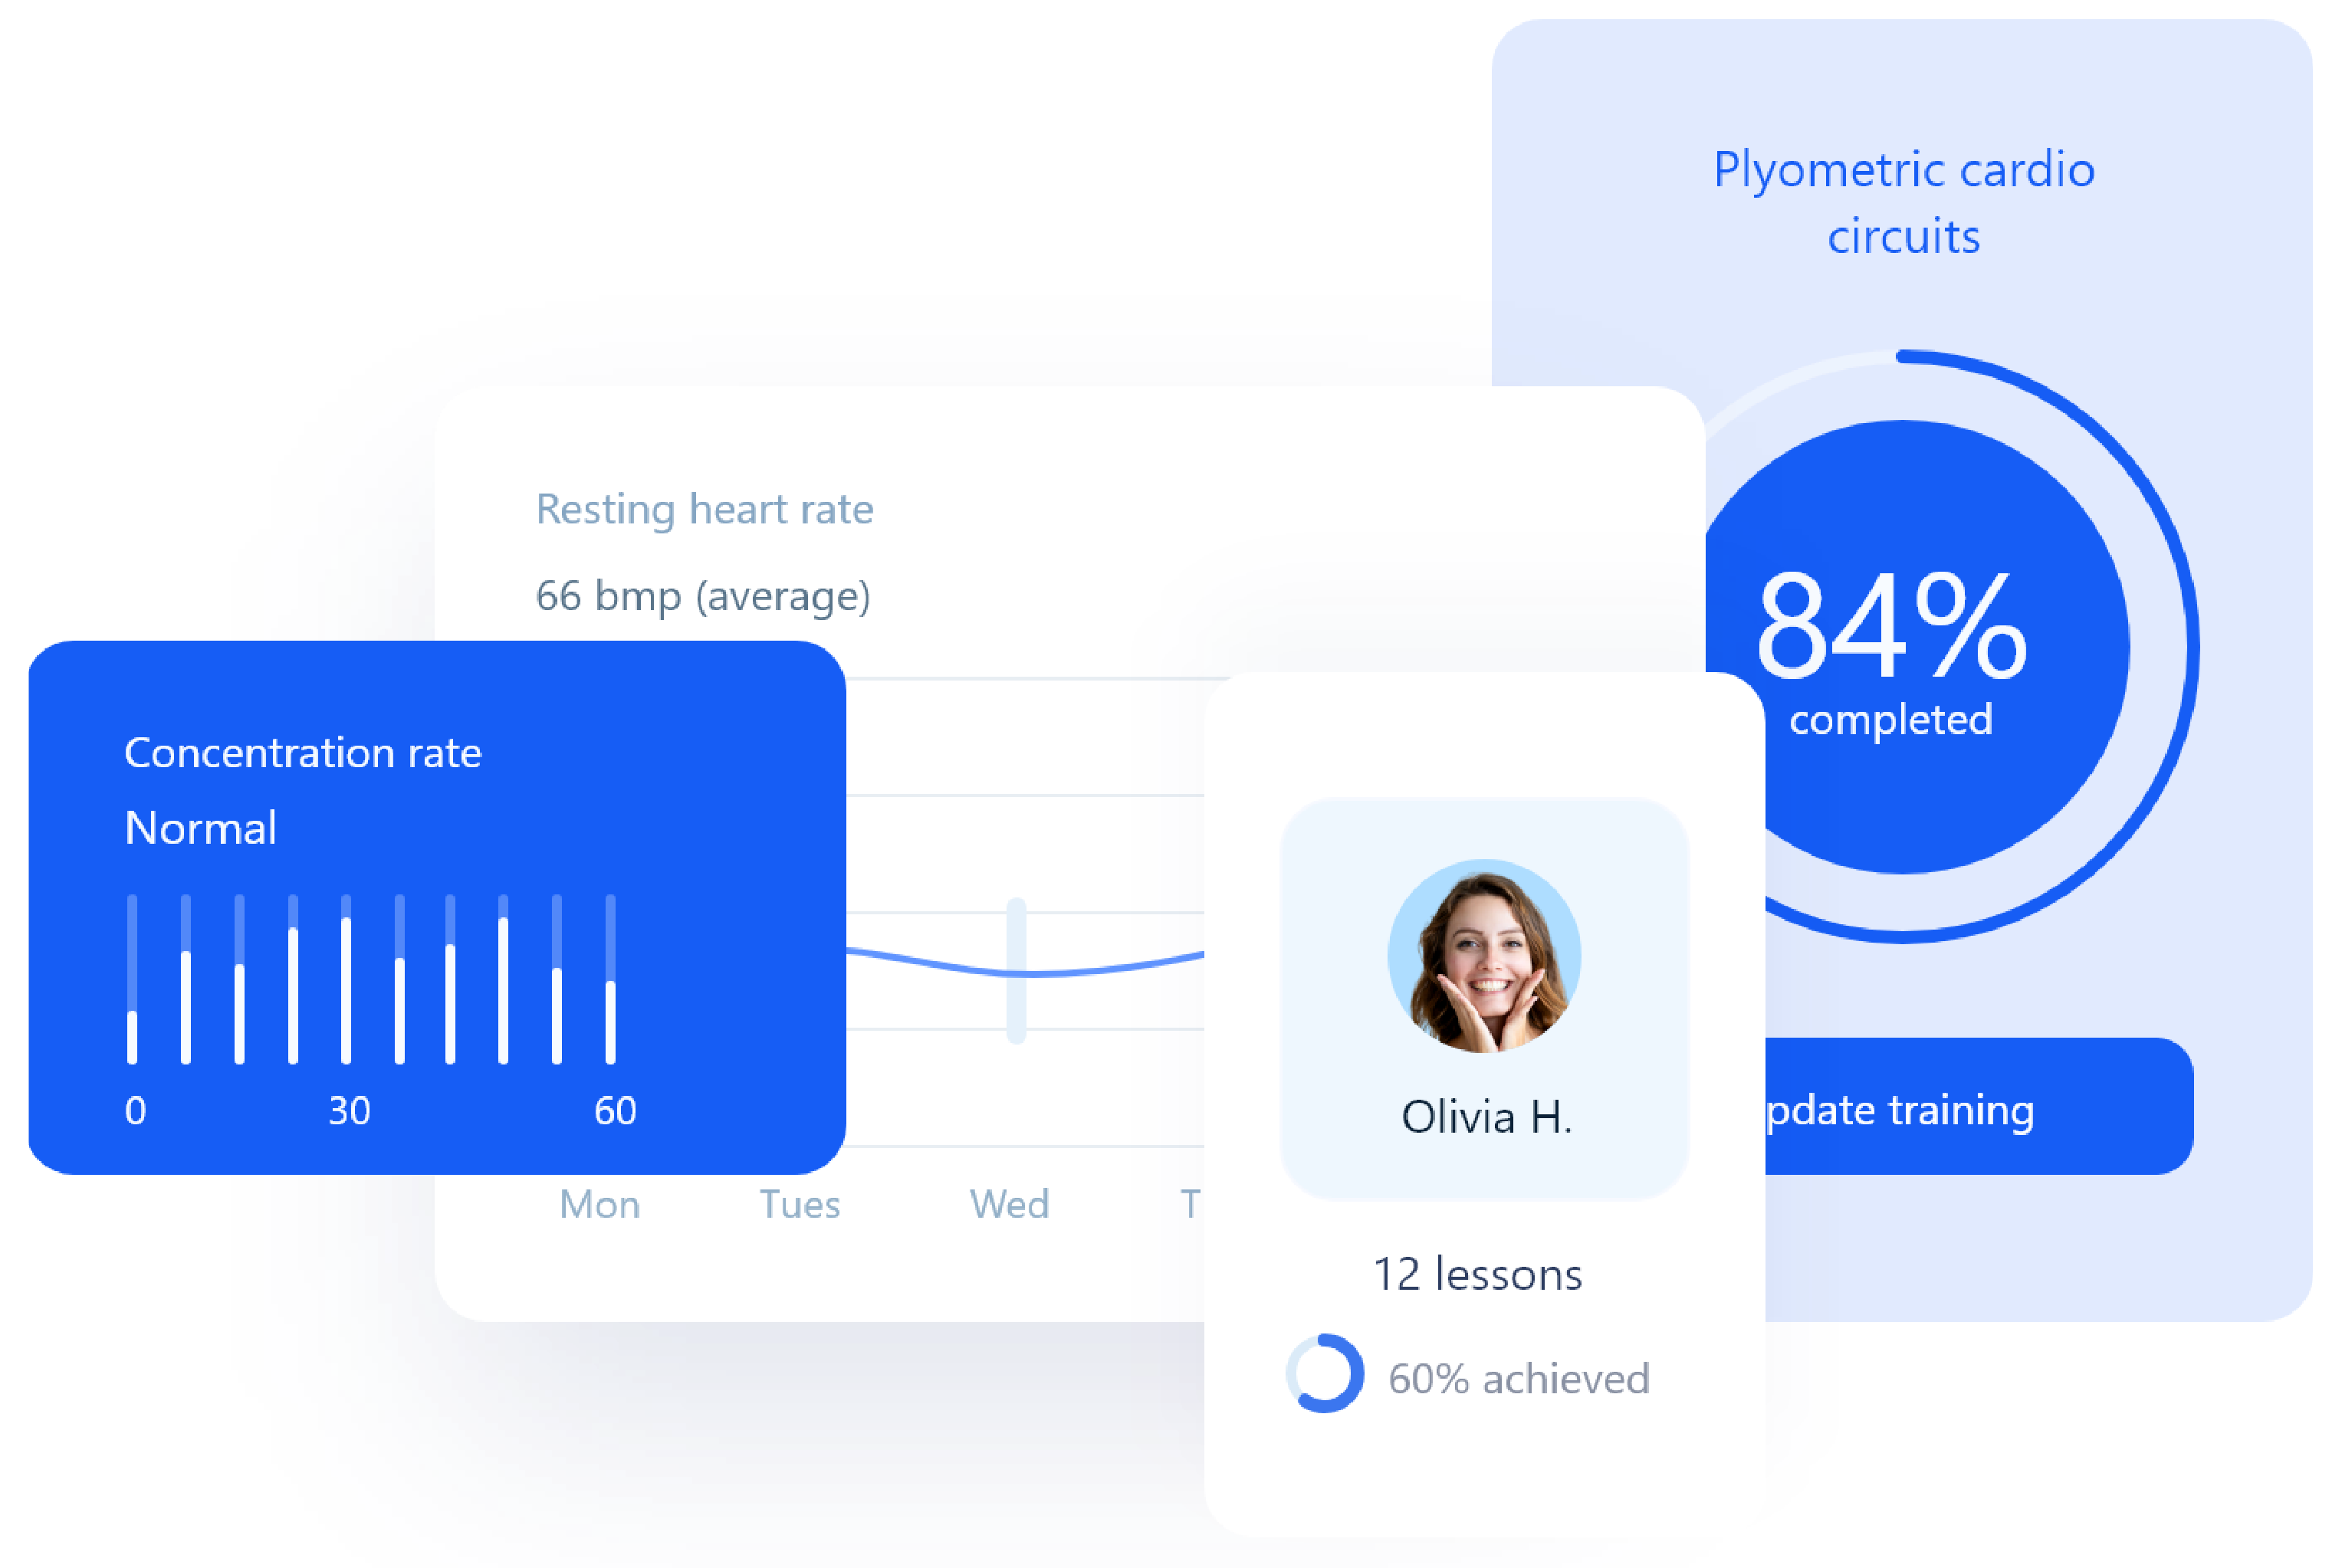 Plyometric cardio
circuits
84%
completed
pdate training
Resting heart rate
66 bmp (average)
Mon Tues Wed T
Concentration rate
Normal
0 30 60
Olivia H.
12 lessons
60% achieved